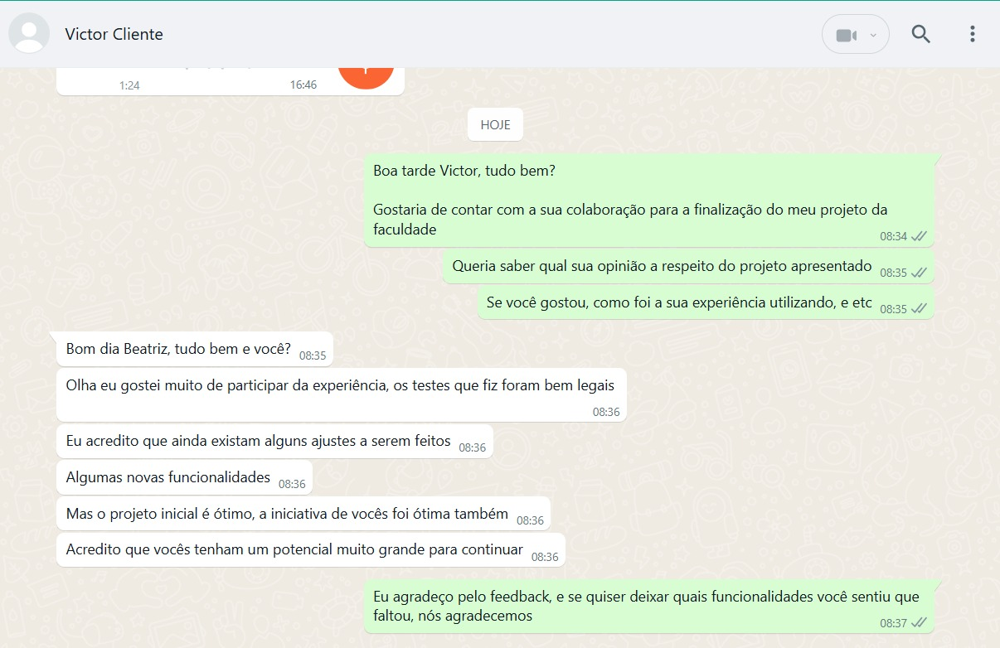 Victor Cliente
1:24
16:46
HOJE
Boa tarde Victor, tudo bem?
Gostaria de contar com a sua colaboração para a finalização do meu projeto da
faculdade
08:34
Queria saber qual sua opinião a respeito do projeto apresentado
08:35
Se você gostou, como foi a sua experiência utilizando, e etc
08:35
Bom dia Beatriz, tudo bem e você?
08:35
Olha eu gostei muito de participar da experiência, os testes que fiz foram bem legais
08:36
Eu acredito que ainda existam alguns ajustes a serem feitos
08:36
Algumas novas funcionalidades
08:36
Mas o projeto inicial é ótimo, a iniciativa de vocês foi ótima também
08:36
Acredito que vocês tenham um potencial muito grande para continuar
08:36
Eu agradeço pelo feedback, e se quiser deixar quais funcionalidades você sentiu que
faltou, nós agradecemos
08:37